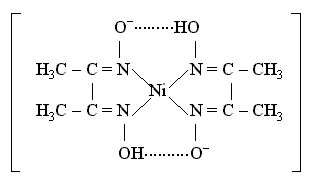 O⁻·········HO
H₃C – C = N N = C – CH₃
Ni
H₃C – C = N N = C – CH₃
OH·········O⁻